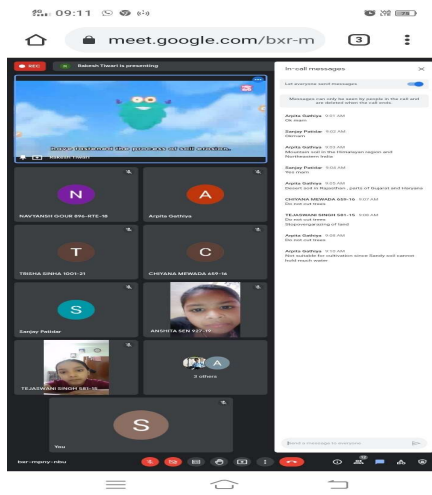 09:11
meet.google.com/bxr-m
3
REC
Rakesh Tiwari is presenting
Rakesh Tiwari
N
NAVYANSH GOUR 896-RTE-18
A
Arpita Gathiya
T
TRISHA SINHA 1001-21
C
CHIYANA MEWADA 659-16
S
Sanjay Patidar
ANSHITA SEN 927-19
TEJASWANI SINGH 581-15
A
3 others
S
You
bxr-mpny-nbu
In-call messages
Let everyone send messages
Messages can only be seen by people in the call and
are deleted when the call ends.
Arpita Gathiya 9:01 AM
Ok mam
Sanjay Patidar 9:02 AM
Arpita Gathiya 9:03 AM
Mountain soil in the Himalayan region and
Northeastern India
Sanjay Patidar 9:04 AM
Yes mam
Arpita Gathiya 9:05 AM
Desert soil in Rajasthan , parts of Gujarat and Haryana
CHIYANA MEWADA 659-16 9:07 AM
Do not cut trees
TEJASWANI SINGH 581-15 9:08 AM
Do not cut trees
Stopovergrazing of land
Arpita Gathiya 9:08 AM
Do not cut trees
Arpita Gathiya 9:10 AM
Not suitable for cultivation since Sandy soil cannot
hold much water
Send a message to everyone